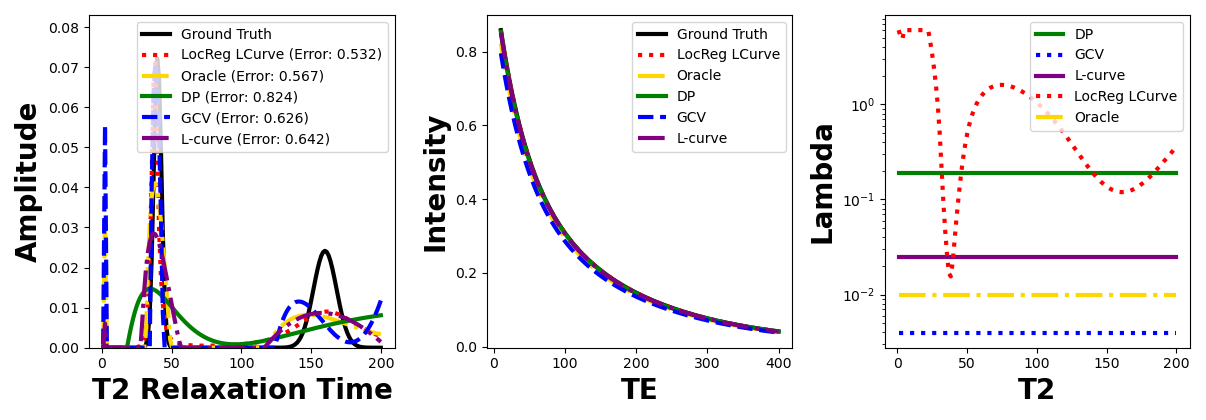 Amplitude
0.08
0.07
0.06
0.05
0.04
0.03
0.02
0.01
0.00
Ground Truth
LocReg LCurve (Error: 0.532)
Oracle (Error: 0.567)
DP (Error: 0.824)
GCV (Error: 0.626)
L-curve (Error: 0.642)
0 50 100 150 200
T2 Relaxation Time
Intensity
0.8
0.6
0.4
0.2
0.0
Ground Truth
LocReg LCurve
Oracle
DP
GCV
L-curve
0 100 200 300 400
TE
Lambda
10⁰
10⁻¹
10⁻²
DP
GCV
L-curve
LocReg LCurve
Oracle
0 50 100 150 200
T2